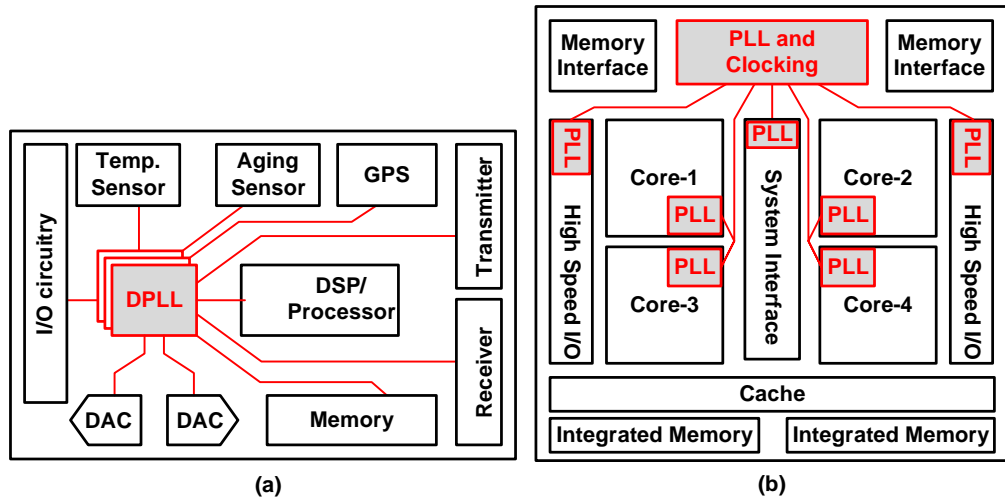 I/O circuitry
Temp.
Sensor
Aging
Sensor
GPS
Transmitter
DPLL
DSP/
Processor
Receiver
DAC
DAC
Memory
(a)
Memory
Interface
PLL and
Clocking
Memory
Interface
PLL
High Speed I/O
Core-1
PLL
PLL
Core-3
PLL
System Interface
Core-2
PLL
PLL
Core-4
PLL
High Speed I/O
Cache
Integrated Memory
Integrated Memory
(b)